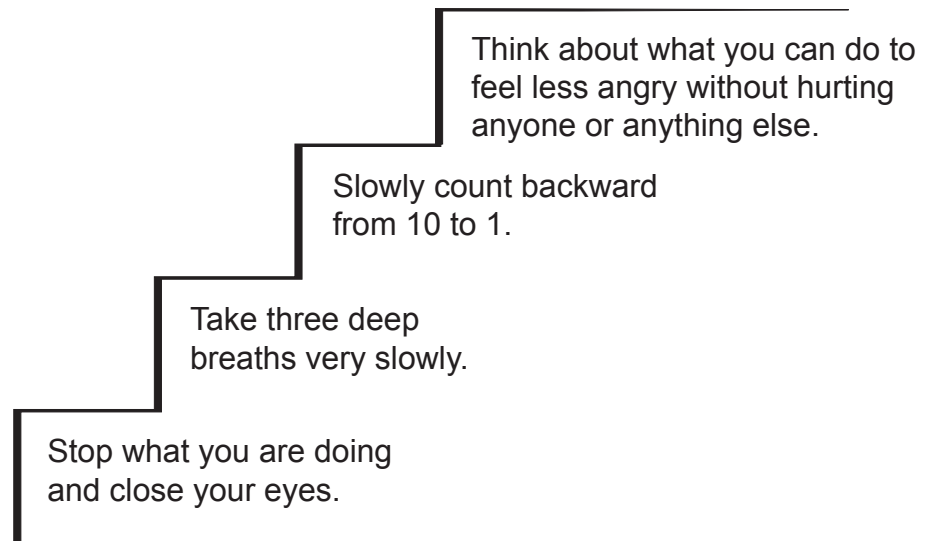 Think about what you can do to
feel less angry without hurting
anyone or anything else.
Slowly count backward
from 10 to 1.
Take three deep
breaths very slowly.
Stop what you are doing
and close your eyes.